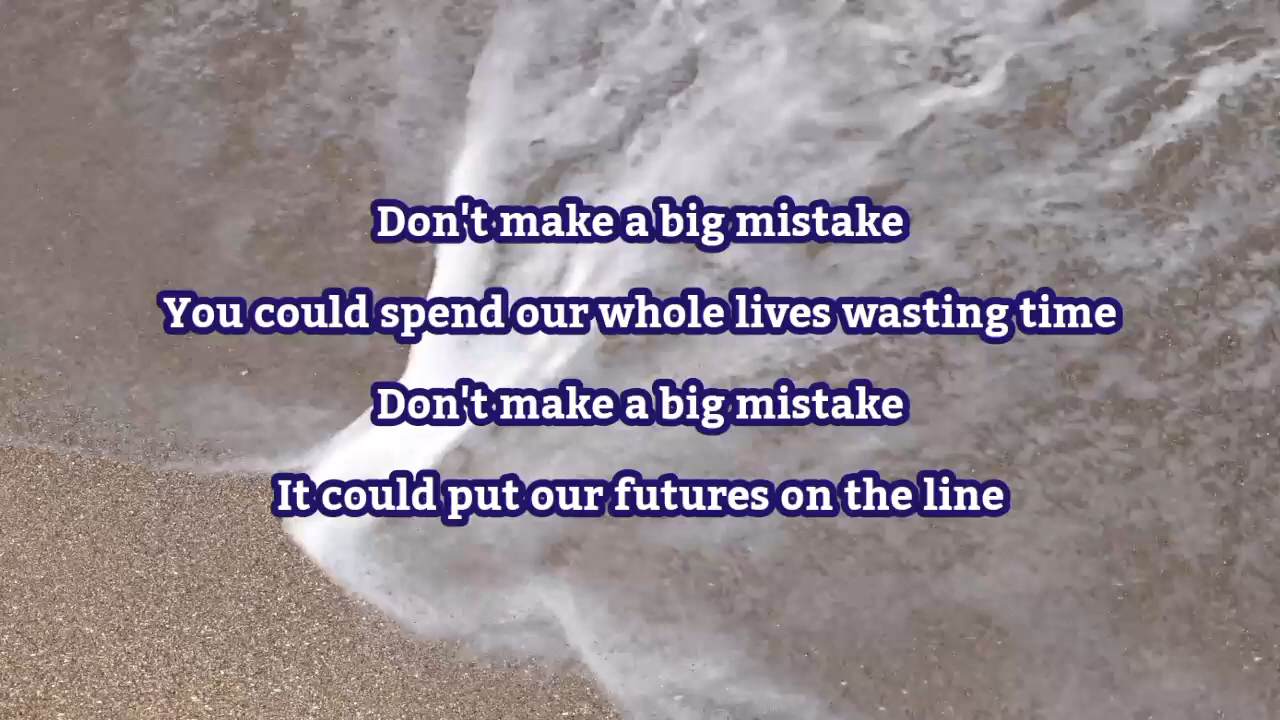 Don't make a big mistake
You could spend our whole lives wasting time
Don't make a big mistake
It could put our futures on the line